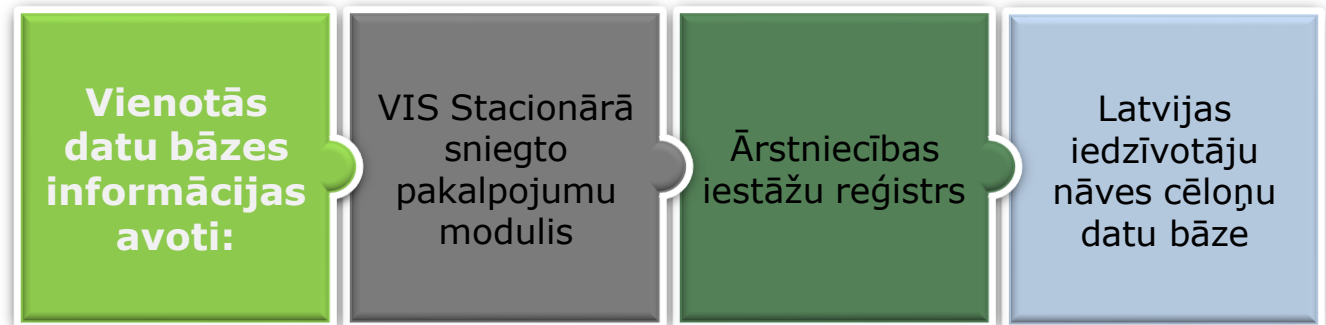 Vienotās
datu bāzes
informācijas
avoti:
VIS Stacionārā
sniegto
pakalpojumu
modulis
Ārstniecības
iestāžu reģistrs
Latvijas
iedzīvotāju
nāves cēloņu
datu bāze